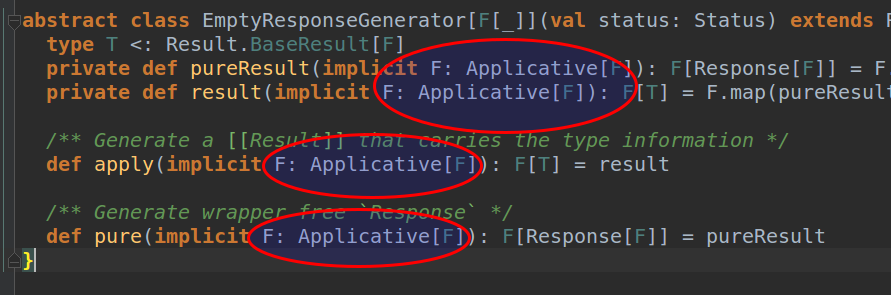 abstract class EmptyResponseGenerator[F[_]](val status: Status) extends
type T <: Result.BaseResult[F]
private def pureResult(implicit F: Applicative[F]): F[Response[F]] = F.
private def result(implicit F: Applicative[F]): F[T] = F.map(pureResult
/** Generate a [[Result]] that carries the type information */
def apply(implicit F: Applicative[F]): F[T] = result
/** Generate wrapper free `Response` */
def pure(implicit F: Applicative[F]): F[Response[F]] = pureResult
}